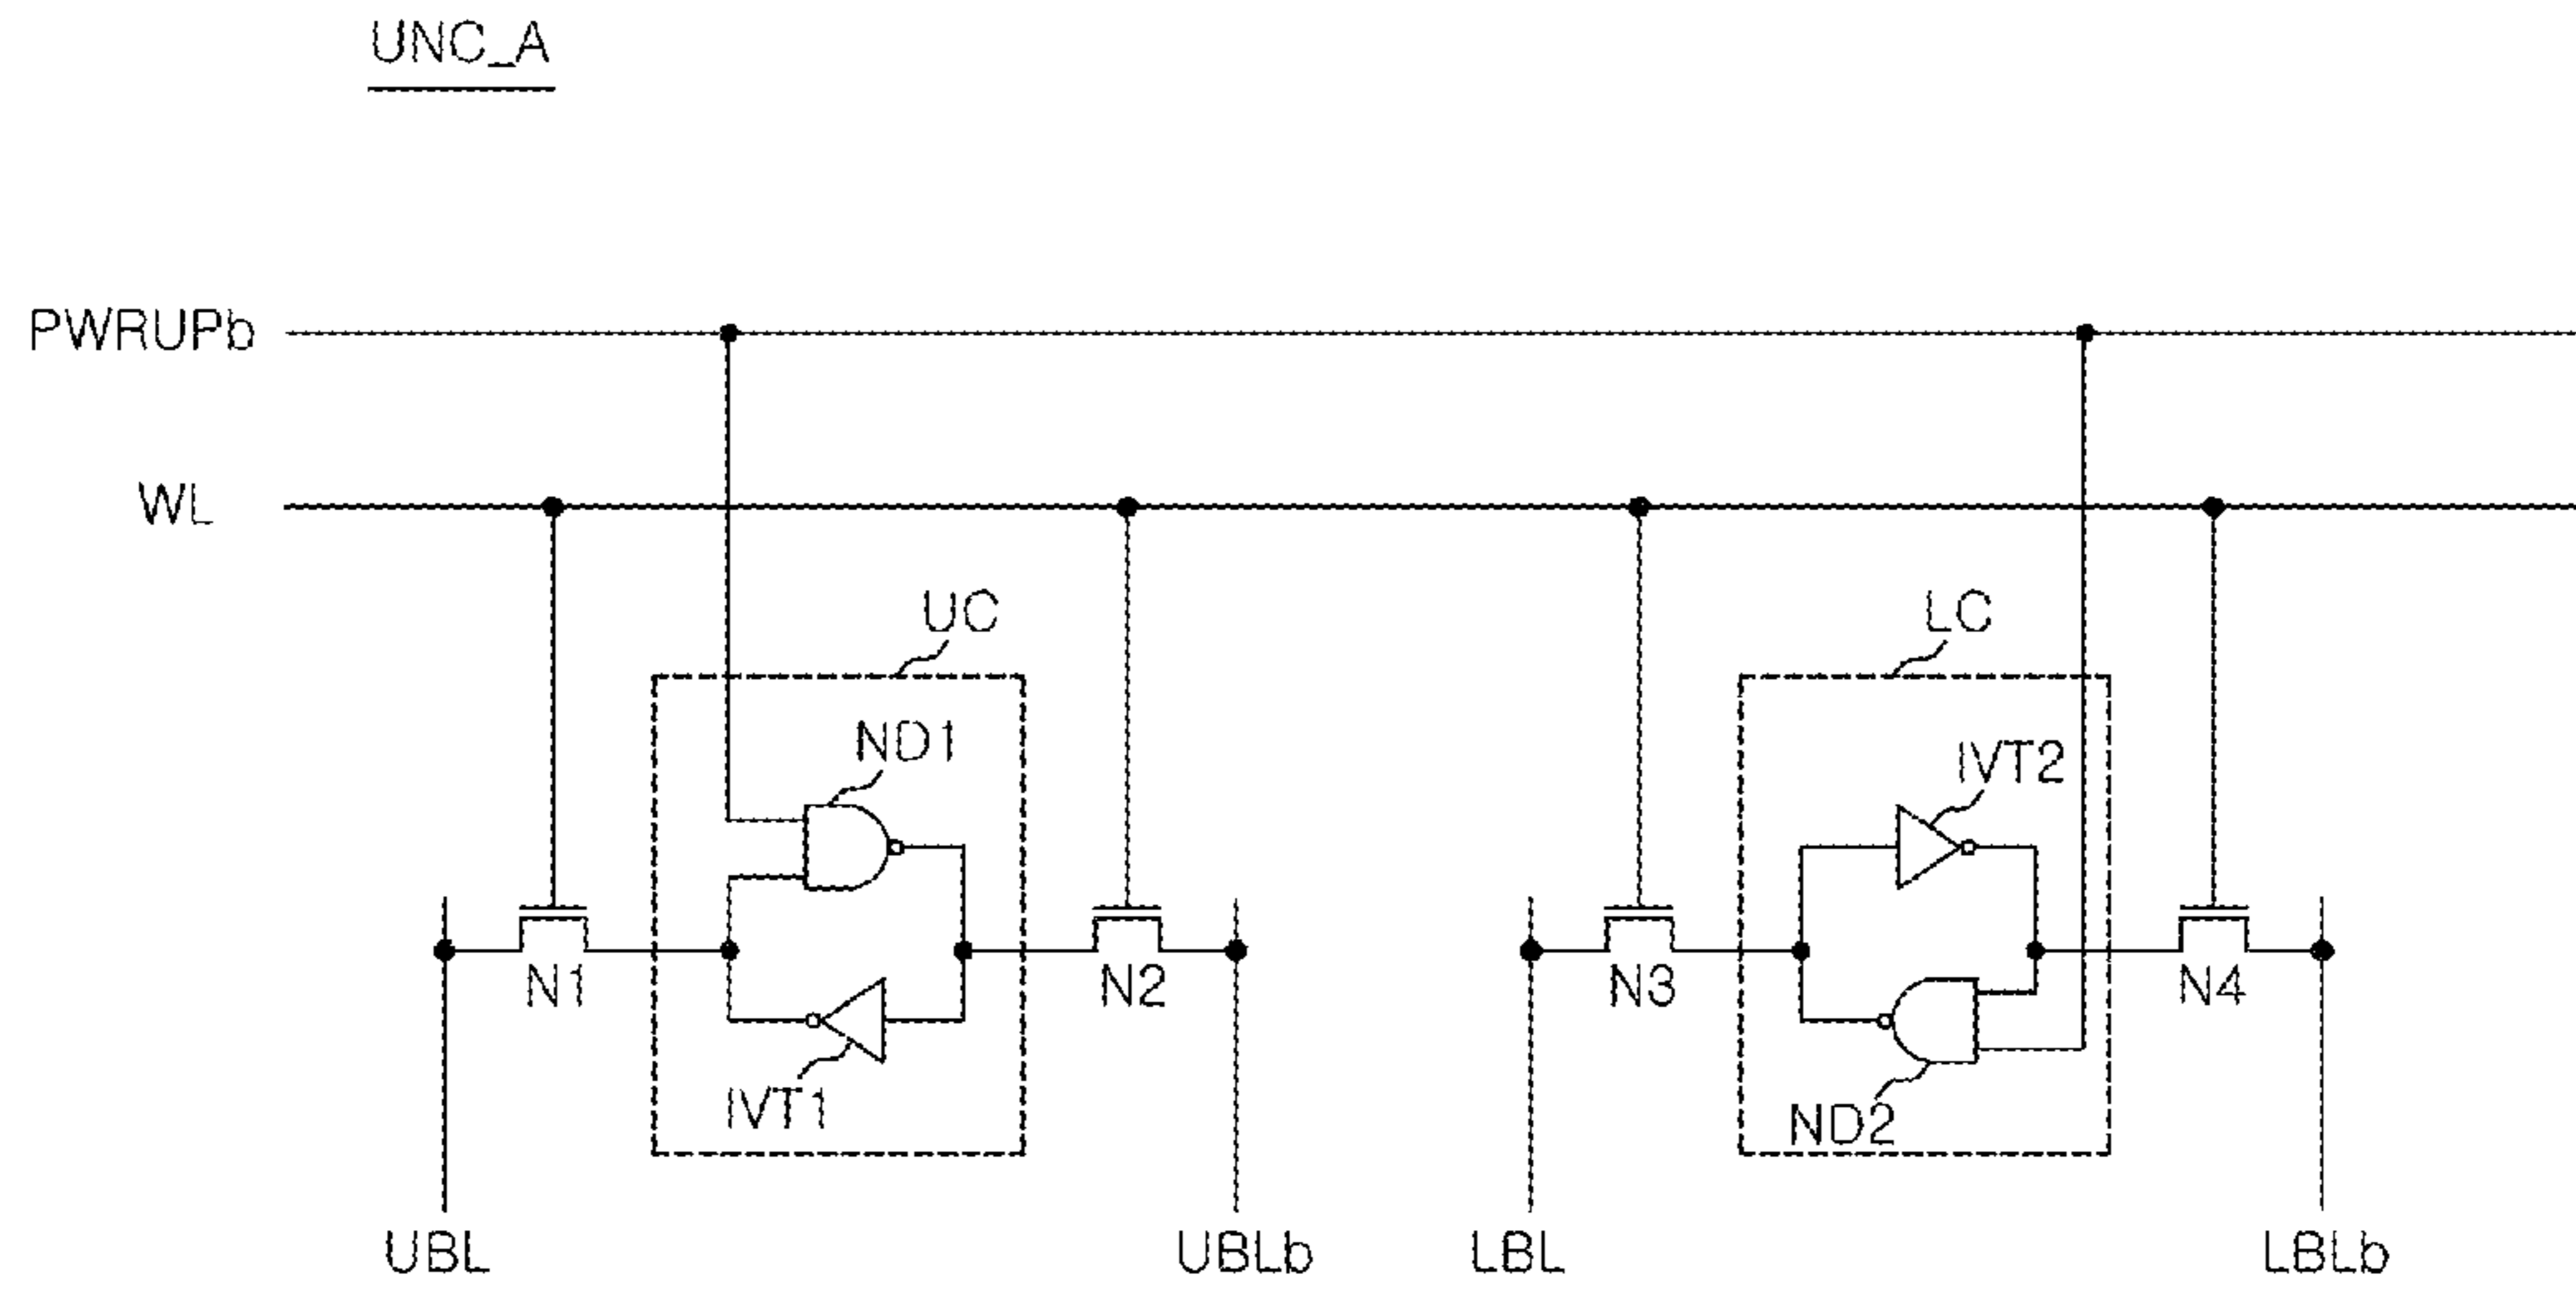 UNC_A
PWRUPb
WL
UC
LC
ND1
IVT2
N1
N2
N3
N4
IVT1
ND2
UBL
UBLb
LBL
LBLb